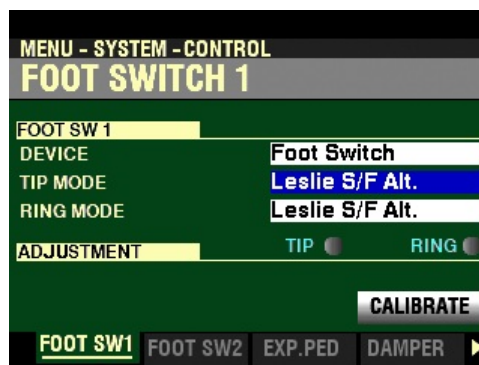 MENU - SYSTEM - CONTROL
FOOT SWITCH 1
FOOT SW 1
DEVICE Foot Switch
TIP MODE Leslie S/F Alt.
RING MODE Leslie S/F Alt.
ADJUSTMENT TIP RING
CALIBRATE
FOOT SW1 FOOT SW2 EXP.PED DAMPER